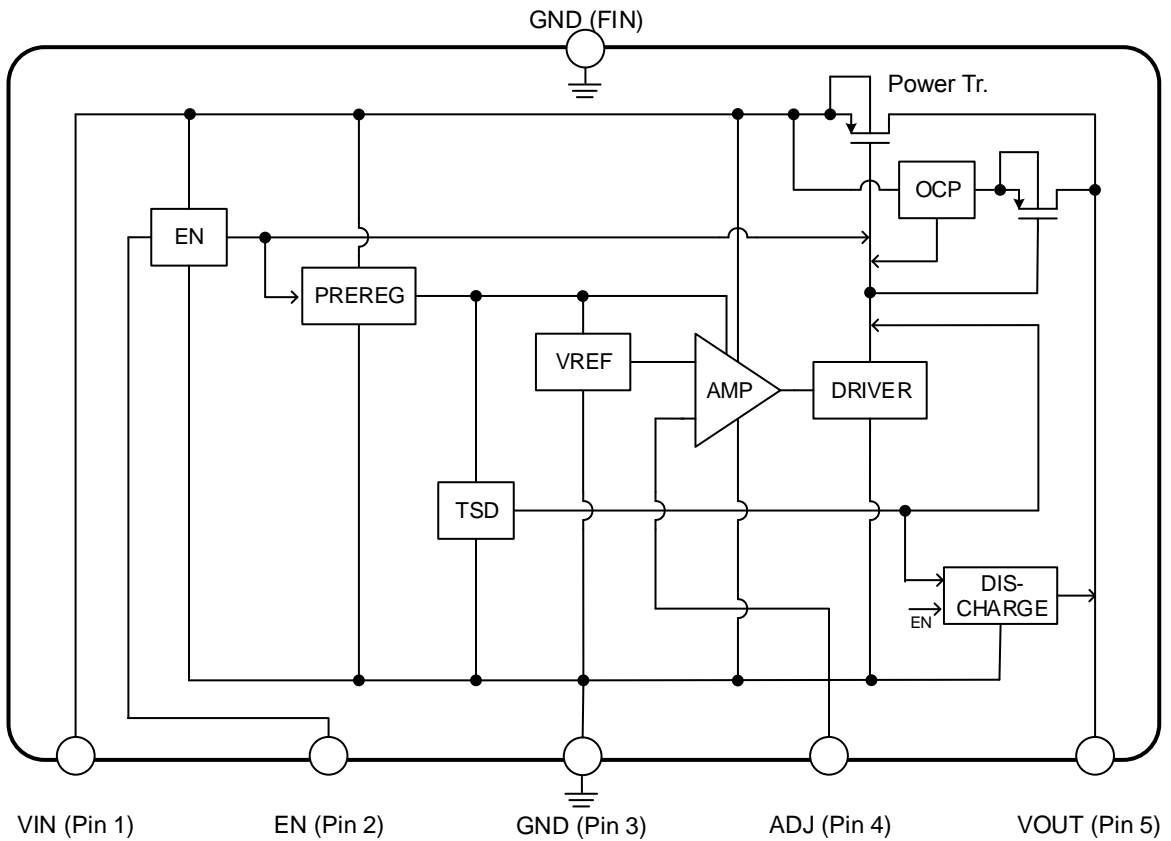 GND (FIN)
Power Tr.
OCP
EN
PREREG
VREF
AMP
DRIVER
TSD
DIS-
CHARGE
EN
VIN (Pin 1)
EN (Pin 2)
GND (Pin 3)
ADJ (Pin 4)
VOUT (Pin 5)